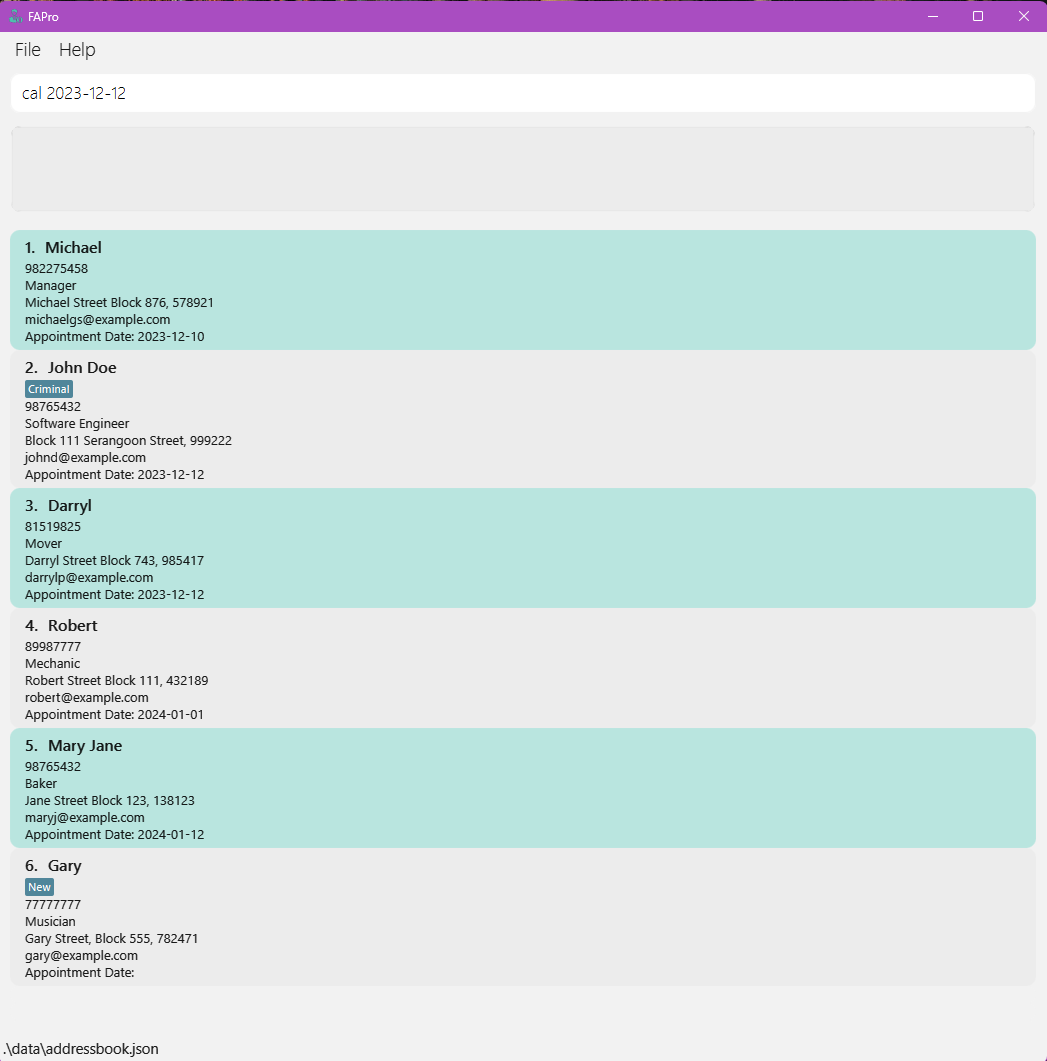 FAPro
File Help
cal 2023-12-12
1. Michael
982275458
Manager
Michael Street Block 876, 578921
michaelgs@example.com
Appointment Date: 2023-12-10
2. John Doe
Criminal
98765432
Software Engineer
Block 111 Serangoon Street, 999222
johnd@example.com
Appointment Date: 2023-12-12
3. Darryl
81519825
Mover
Darryl Street Block 743, 985417
darrylp@example.com
Appointment Date: 2023-12-12
4. Robert
89987777
Mechanic
Robert Street Block 111, 432189
robert@example.com
Appointment Date: 2024-01-01
5. Mary Jane
98765432
Baker
Jane Street Block 123, 138123
maryj@example.com
Appointment Date: 2024-01-12
6. Gary
New
77777777
Musician
Gary Street, Block 555, 782471
gary@example.com
Appointment Date:
.\data\addressbook.json